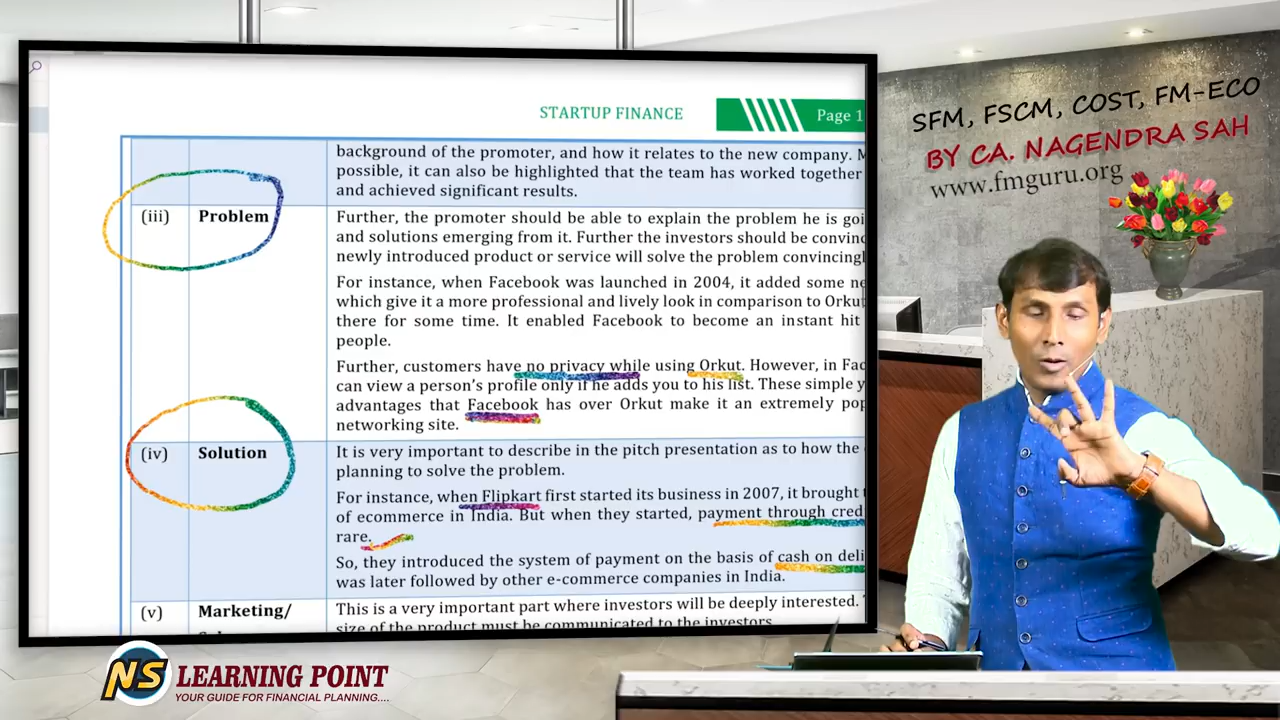 STARTUP FINANCE
Page 1
background of the promoter, and how it relates to the new company.
possible, it can also be highlighted that the team has worked together
and achieved significant results.
(iii) Problem
Further, the promoter should be able to explain the problem he is
and solutions emerging from it. Further the investors should be
newly introduced product or service will solve the problem
For instance, when Facebook was launched in 2004, it added some
which give it a more professional and lively look in comparison to
there for some time. It enabled Facebook to become an instant hit
people.
Further, customers have no privacy while using Orkut. However, in
can view a person's profile only if he adds you to his list. These simple
advantages that Facebook has over Orkut make it an extremely
networking site.
(iv) Solution
It is very important to describe in the pitch presentation as to how the
planning to solve the problem.
For instance, when Flipkart first started its business in 2007, it brought
of ecommerce in India. But when they started, payment through
rare.
So, they introduced the system of payment on the basis of cash on
was later followed by other e-commerce companies in India.
(v) Marketing/
This is a very important part where investors will be deeply interested.
size of the product must be communicated to the investors
SFM, FSCM, COST, FM-ECO
BY CA. NAGENDRA SAH
www.fmguru.org
NS LEARNING POINT
YOUR GUIDE FOR FINANCIAL PLANNING....